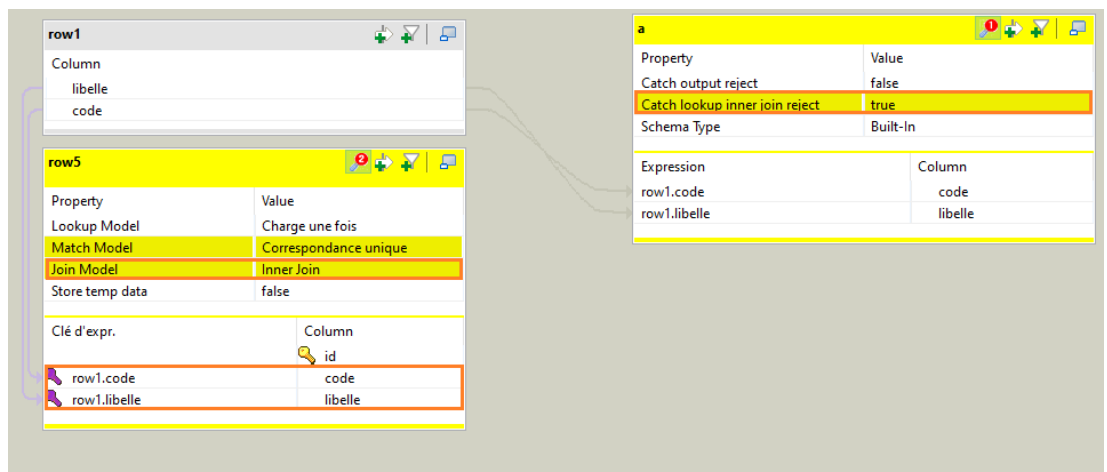 row1
Column
libelle
code
row5
2
Property Value
Lookup Model Charge une fois
Match Model Correspondance unique
Join Model Inner Join
Store temp data false
Clé d'expr. Column
id
row1.code code
row1.libelle libelle
a
1
Property Value
Catch output reject false
Catch lookup inner join reject true
Schema Type Built-In
Expression Column
row1.code code
row1.libelle libelle